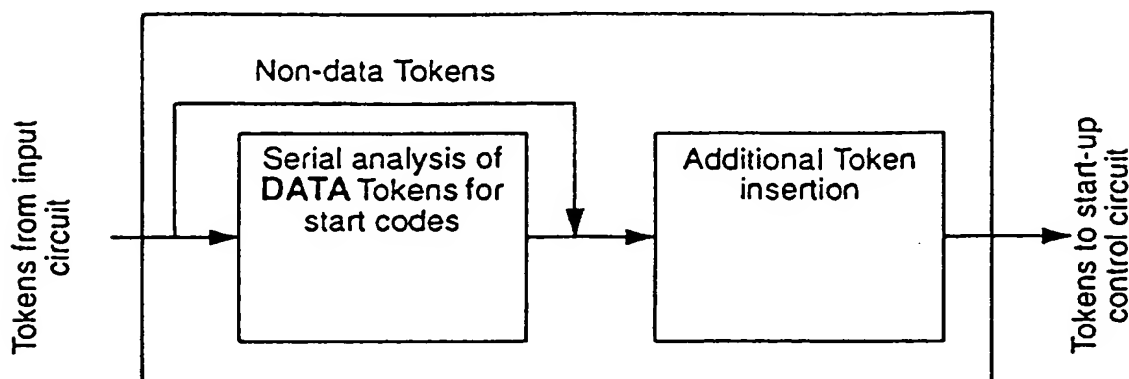 Non-data Tokens
Tokens from input
circuit
Serial analysis of
DATA Tokens for
start codes
Additional Token
insertion
Tokens to start-up
control circuit